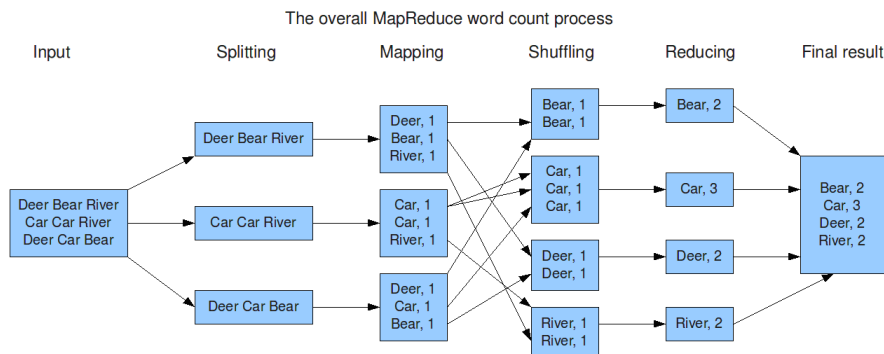 The overall MapReduce word count process
Input
Splitting
Mapping
Shuffling
Reducing
Final result
Deer Bear River
Car Car River
Deer Car Bear
Deer Bear River
Car Car River
Deer Car Bear
Deer, 1
Bear, 1
River, 1
Car, 1
Car, 1
River, 1
Deer, 1
Car, 1
Bear, 1
Bear, 1
Bear, 1
Car, 1
Car, 1
Car, 1
Deer, 1
Deer, 1
River, 1
River, 1
Bear, 2
Car, 3
Deer, 2
River, 2
Bear, 2
Car, 3
Deer, 2
River, 2